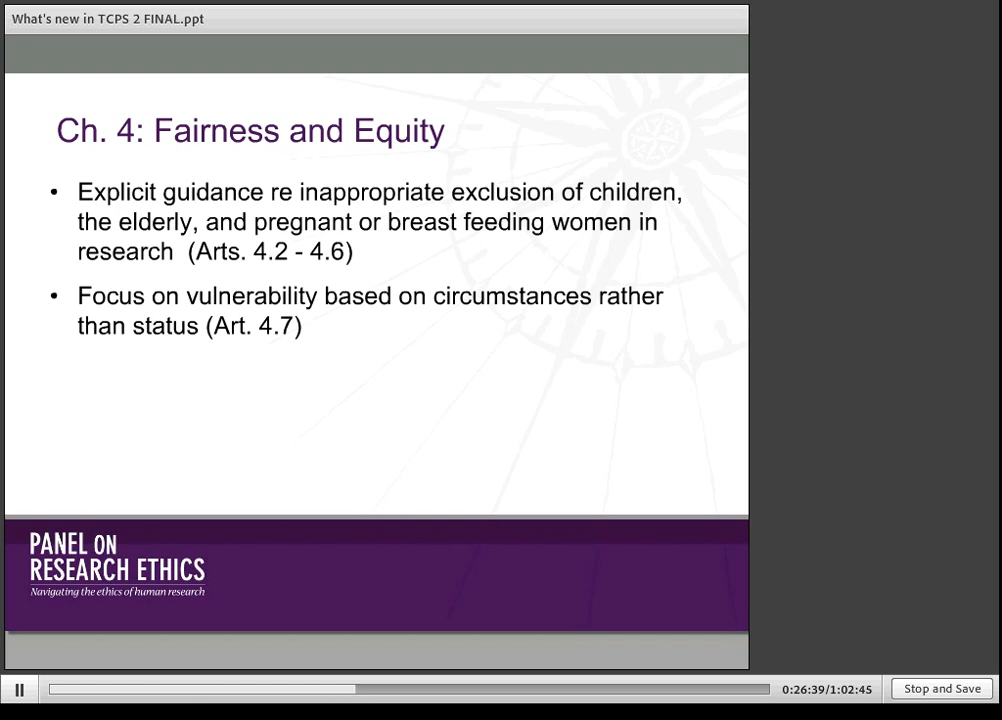 What's new in TCPS 2 FINAL.ppt
Ch. 4: Fairness and Equity
• Explicit guidance re inappropriate exclusion of children,
the elderly, and pregnant or breast feeding women in
research (Arts. 4.2 - 4.6)
• Focus on vulnerability based on circumstances rather
than status (Art. 4.7)
PANEL ON
RESEARCH ETHICS
Navigating the ethics of human research
0:26:39/1:02:45
Stop and Save